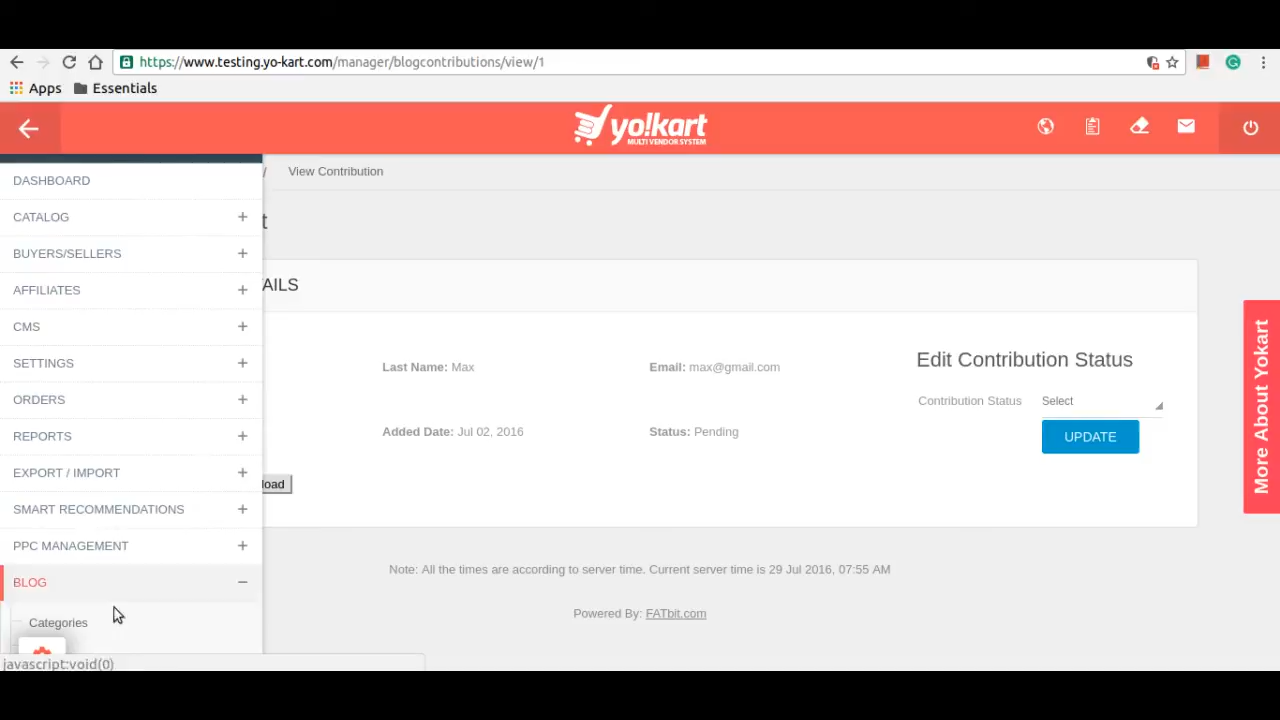 https://www.testing.yo-kart.com/manager/blogcontributions/view/1
Apps Essentials
yo!kart
MULTI VENDOR SYSTEM
/ View Contribution
t
AILS
DASHBOARD
CATALOG +
BUYERS/SELLERS +
AFFILIATES +
CMS +
SETTINGS +
ORDERS +
REPORTS +
EXPORT / IMPORT +
SMART RECOMMENDATIONS +
PPC MANAGEMENT +
BLOG −
Categories
javascript:void(0)
Last Name: Max
Email: max@gmail.com
Added Date: Jul 02, 2016
Status: Pending
load
Edit Contribution Status
Contribution Status Select
UPDATE
More About Yokart
Note: All the times are according to server time. Current server time is 29 Jul 2016, 07:55 AM
Powered By: FATbit.com